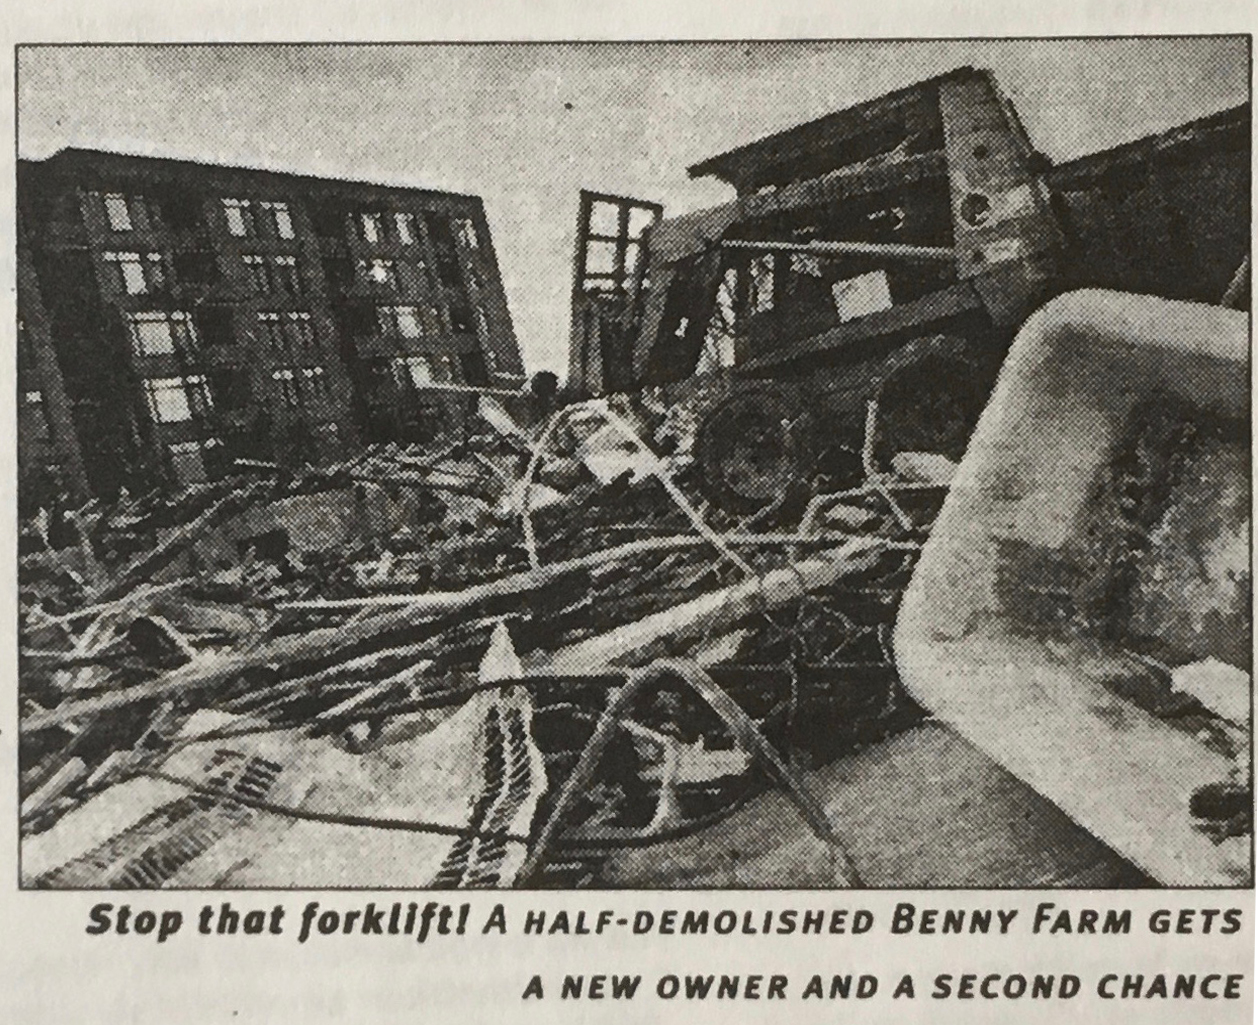 Stop that forklift! A HALF-DEMOLISHED BENNY FARM GETS
A NEW OWNER AND A SECOND CHANCE